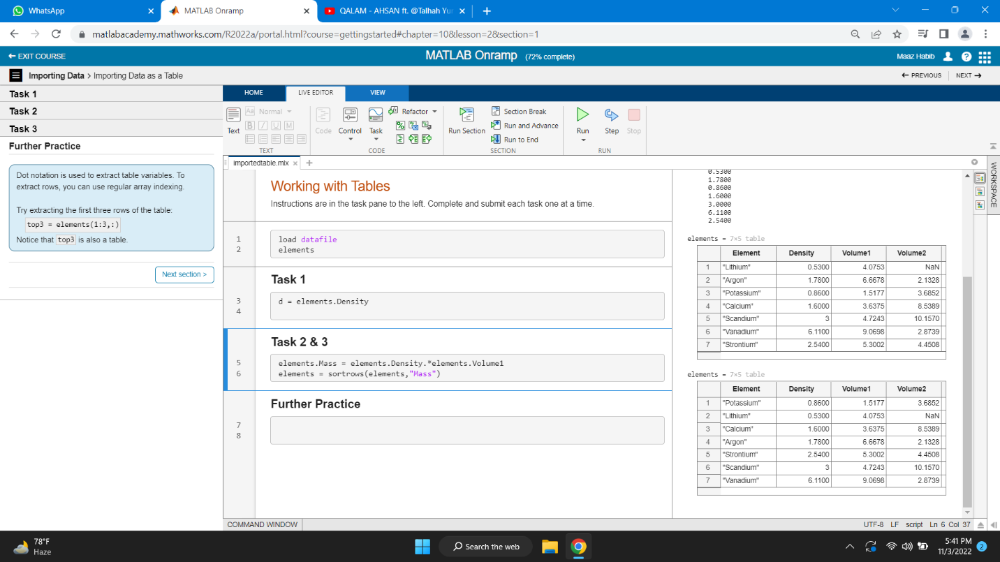 WhatsApp
MATLAB Onramp
QALAM - AHSAN ft. @Talhah Yu
matlabacademy.mathworks.com/R2022a/portal.html?course=gettingstarted#chapter=10&lesson=2&section=1
EXIT COURSE
MATLAB Onramp (72% complete)
Maaz Habib
Importing Data > Importing Data as a Table
PREVIOUS
NEXT
Task 1
Task 2
Task 3
Further Practice
Dot notation is used to extract table variables. To
extract rows, you can use regular array indexing.
Try extracting the first three rows of the table:
top3 = elements(1:3,:)
Notice that top3 is also a table.
Next section >
HOME
LIVE EDITOR
VIEW
Text
Aa Normal
B I U M
TEXT
Code
Control
Task
Refactor
CODE
Run Section
Section Break
Run and Advance
Run to End
SECTION
Run
Step
Stop
RUN
importedtable.mlx
WORKSPACE
Working with Tables
Instructions are in the task pane to the left. Complete and submit each task one at a time.
1 load datafile
2 elements
Task 1
3 d = elements.Density
4
Task 2 & 3
5 elements.Mass = elements.Density.*elements.Volume1
6 elements = sortrows(elements,"Mass")
Further Practice
7
8
0.5300
1.7800
0.8600
1.6000
3.0000
6.1100
2.5400
elements = 7×5 table
Element Density Volume1 Volume2
1 "Lithium" 0.5300 4.0753 NaN
2 "Argon" 1.7800 6.6678 2.1328
3 "Potassium" 0.8600 1.5177 3.6852
4 "Calcium" 1.6000 3.6375 8.5389
5 "Scandium" 3 4.7243 10.1570
6 "Vanadium" 6.1100 9.0698 2.8739
7 "Strontium" 2.5400 5.3002 4.4508
elements = 7×5 table
Element Density Volume1 Volume2
1 "Potassium" 0.8600 1.5177 3.6852
2 "Lithium" 0.5300 4.0753 NaN
3 "Calcium" 1.6000 3.6375 8.5389
4 "Argon" 1.7800 6.6678 2.1328
5 "Strontium" 2.5400 5.3002 4.4508
6 "Scandium" 3 4.7243 10.1570
7 "Vanadium" 6.1100 9.0698 2.8739
COMMAND WINDOW
UTF-8 LF script Ln 6 Col 37
78°F
Haze
Search the web
5:41 PM
11/3/2022
2